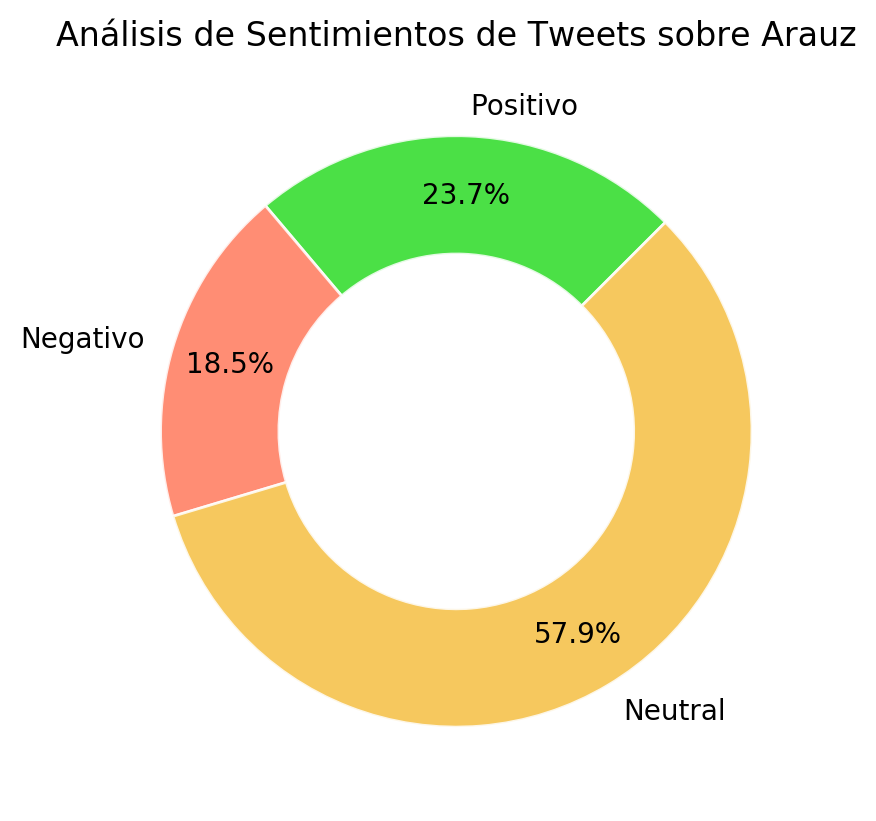 Análisis de Sentimientos de Tweets sobre Arauz
Positivo
23.7%
Negativo
18.5%
57.9%
Neutral